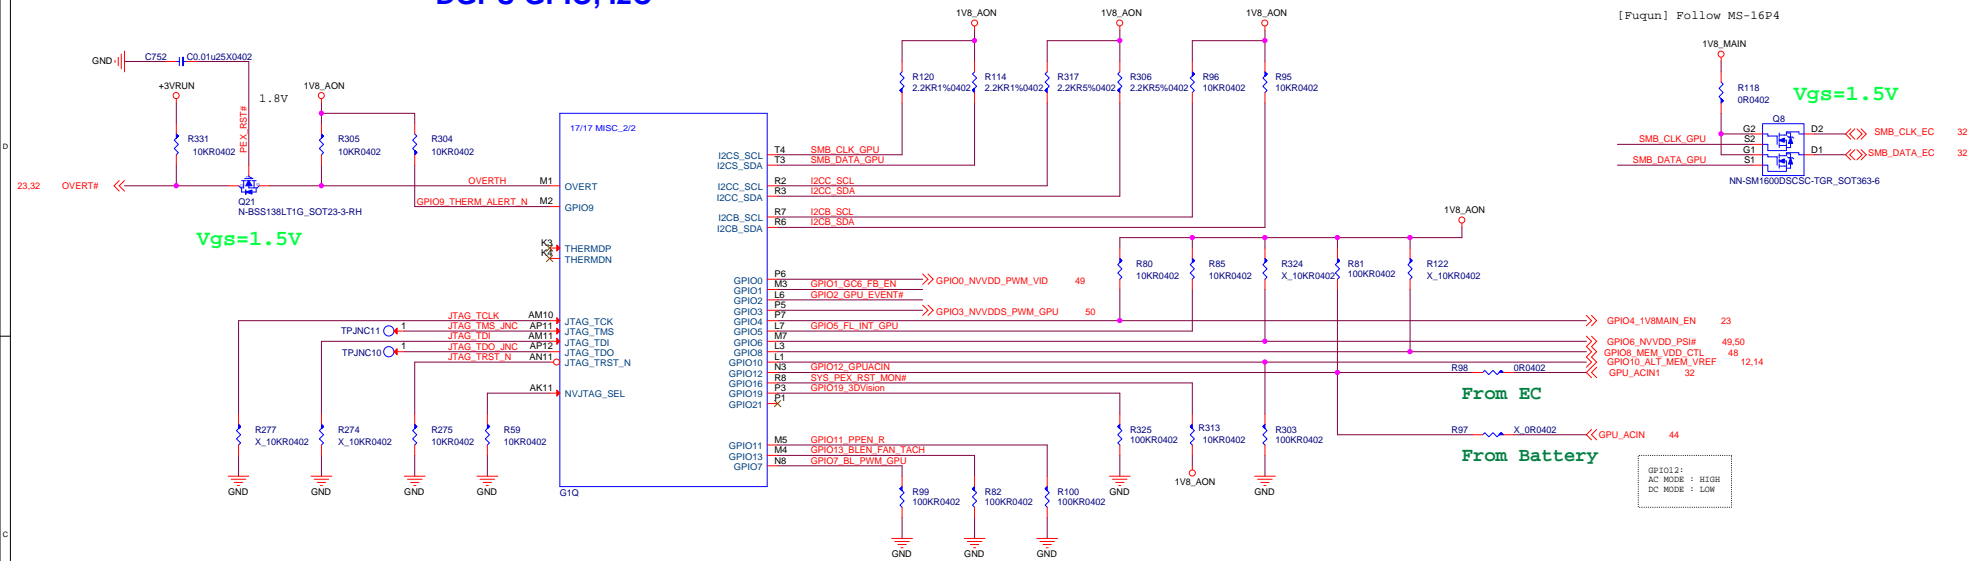 DGPU GPIO, I2C
[Fuqun] Follow MS-16P4
1V8_AON
1V8_AON
1V8_AON
1V8_MAIN
GND
C752
C0.01u25X0402
+3VRUN
1V8_AON
1.8V
PEX_RST#
R331
10KR0402
R305
10KR0402
R304
10KR0402
R120
2.2KR1%0402
R114
2.2KR1%0402
R317
2.2KR5%0402
R306
2.2KR5%0402
R96
10KR0402
R95
10KR0402
R118
0R0402
Vgs=1.5V
Q8
G2
S2
G1
S1
D2
D1
SMB_CLK_GPU
SMB_DATA_GPU
SMB_CLK_EC 32
SMB_DATA_EC 32
NN-SM1600DSCSC-TGR_SOT363-6
23,32 OVERT#
Q21
N-BSS138LT1G_SOT23-3-RH
Vgs=1.5V
OVERTH
GPIO9_THERM_ALERT_N
17/17 MISC_2/2
M1 OVERT
M2 GPIO9
K3 THERMDP
K4 THERMDN
I2CS_SCL T4 SMB_CLK_GPU
I2CS_SDA T3 SMB_DATA_GPU
I2CC_SCL R2 I2CC_SCL
I2CC_SDA R3 I2CC_SDA
I2CB_SCL R7 I2CB_SCL
I2CB_SDA R6 I2CB_SDA
1V8_AON
R80
10KR0402
R85
10KR0402
R324
X_10KR0402
R81
100KR0402
R122
X_10KR0402
GPIO0 P6 GPIO0_NVVDD_PWM_VID 49
GPIO1 M3 GPIO1_GC6_FB_EN
GPIO2 L6 GPIO2_GPU_EVENT#
GPIO3 P5 GPIO3_NVVDDS_PWM_GPU 50
GPIO4 P7 GPIO4_1V8MAIN_EN 23
GPIO5 L7 GPIO5_FL_INT_GPU
GPIO6 M7 GPIO6_NVVDD_PSI# 49,50
GPIO8 L3 GPIO8_MEM_VDD_CTL 48
GPIO10 L1 GPIO10_ALT_MEM_VREF 12,14
GPIO12 N3 GPIO12_GPUACIN R98 0R0402 GPU_ACIN1 32
GPIO16 R8 SYS_PEX_RST_MON#
GPIO19 P3 GPIO19_3DVision
GPIO21 P1
From EC
JTAG_TCLK AM10 JTAG_TCK
TPJNC11 1 JTAG_TMS_JNC AP11 JTAG_TMS
JTAG_TDI AM11 JTAG_TDI
TPJNC10 1 JTAG_TDO_JNC AP12 JTAG_TDO
JTAG_TRST_N AN11 JTAG_TRST_N
AK11 NVJTAG_SEL
R277
X_10KR0402
R274
X_10KR0402
R275
10KR0402
R59
10KR0402
GND
GND
GND
GND
GPIO11 M5 GPIO11_PPEN_R
GPIO13 M4 GPIO13_BLEN_FAN_TACH
GPIO7 N8 GPIO7_BL_PWM_GPU
G1Q
R325
100KR0402
R313
10KR0402
R303
100KR0402
GND
1V8_AON
GND
R97 X_0R0402 GPU_ACIN 44
From Battery
GPIO12:
AC MODE : HIGH
DC MODE : LOW
R99
100KR0402
R82
100KR0402
R100
100KR0402
GND
GND
GND
D
C